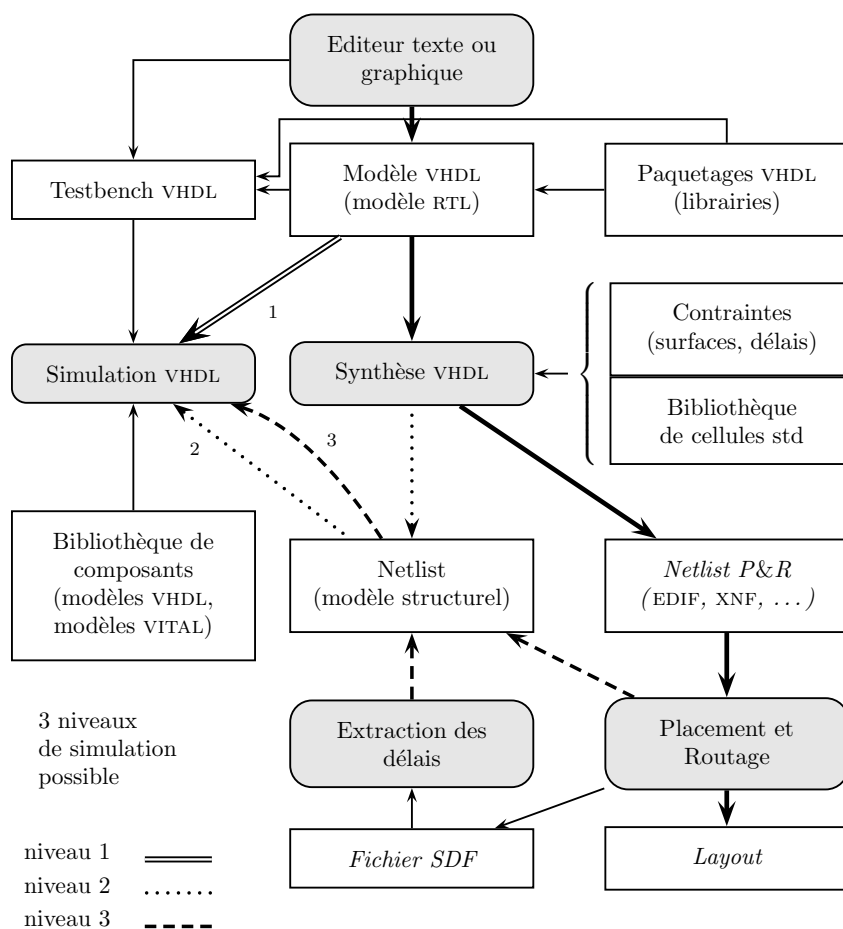 Editeur texte ou
graphique
Testbench VHDL
Modèle VHDL
(modèle RTL)
Paquetages VHDL
(librairies)
1
Contraintes
(surfaces, délais)
Simulation VHDL
Synthèse VHDL
Bibliothèque
de cellules std
2
3
Bibliothèque de
composants
(modèles VHDL,
modèles VITAL)
Netlist
(modèle structurel)
Netlist P&R
(EDIF, XNF, ...)
3 niveaux
de simulation
possible
Extraction des
délais
Placement et
Routage
Fichier SDF
Layout
niveau 1
niveau 2
niveau 3